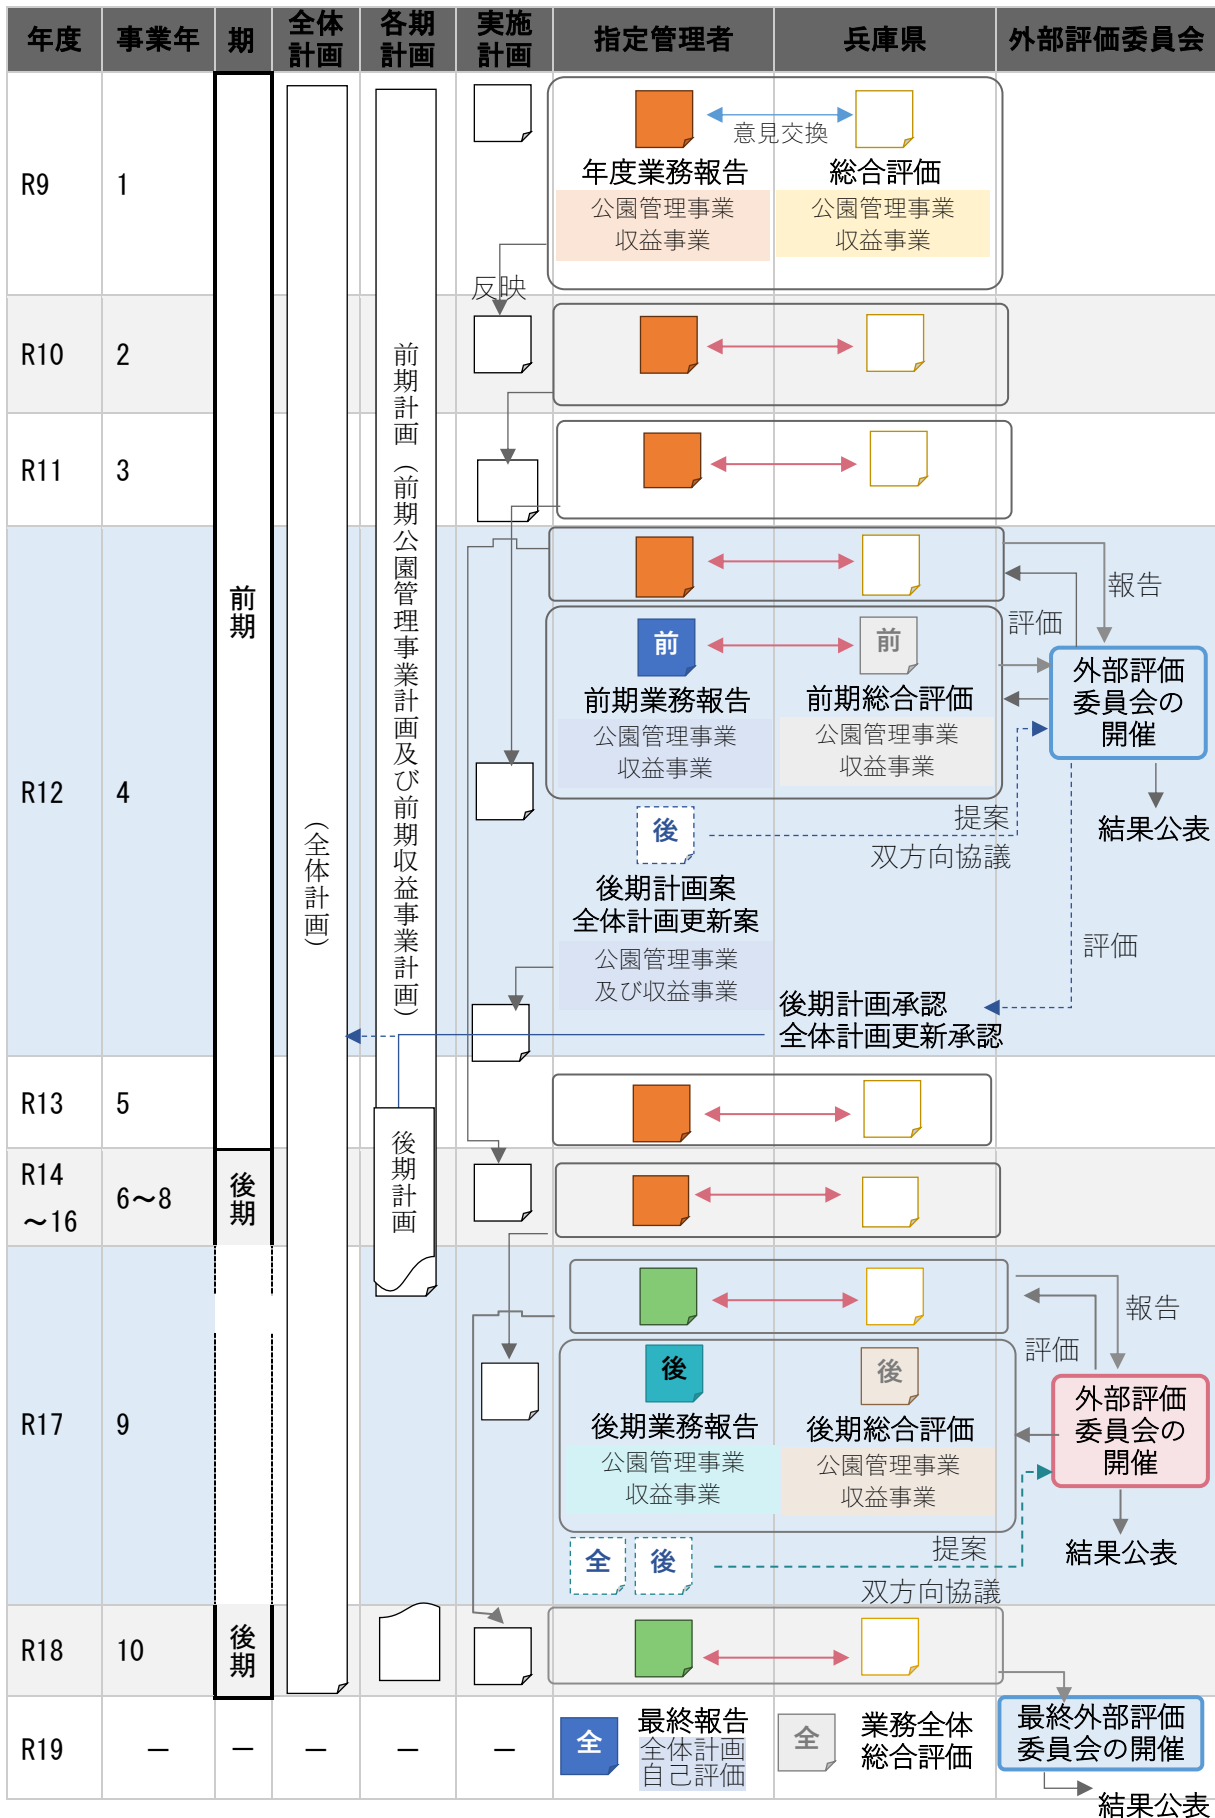 年度
事業年
期
全体
計画
各期
計画
実施
計画
指定管理者
兵庫県
外部評価委員会
R9
1
意見交換
年度業務報告
総合評価
公園管理事業
収益事業
公園管理事業
収益事業
反映
R10
2
R11
3
前期
(全体計画)
前期計画(前期公園管理事業計画及び前期収益事業計画)
R12
4
報告
評価
前
前
前期業務報告
前期総合評価
公園管理事業
収益事業
公園管理事業
収益事業
外部評価
委員会の
開催
結果公表
後
提案
双方向協議
後期計画案
全体計画更新案
公園管理事業
及び収益事業
評価
後期計画承認
全体計画更新承認
R13
5
後期計画
R14
～16
6～8
後期
R17
9
報告
評価
後
後
後期業務報告
後期総合評価
公園管理事業
収益事業
公園管理事業
収益事業
外部評価
委員会の
開催
結果公表
全
後
提案
双方向協議
R18
10
後期
R19
－
－
－
－
－
全
最終報告
全体計画
自己評価
全
業務全体
総合評価
最終外部評価
委員会の開催
結果公表